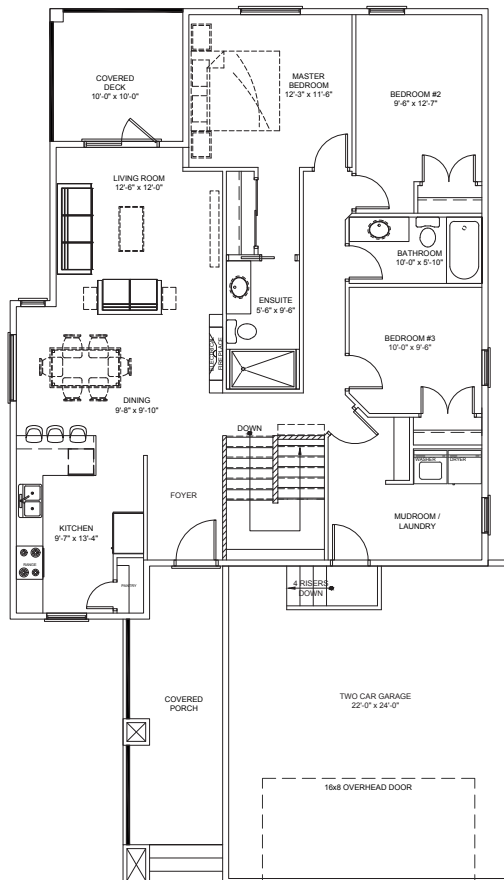 COVERED
DECK
10'-0" x 10'-0"
MASTER
BEDROOM
12'-3" x 11'-6"
BEDROOM #2
9'-6" x 12'-7"
LIVING ROOM
12'-6" x 12'-0"
BATHROOM
10'-0" x 5'-10"
ENSUITE
5'-6" x 9'-6"
BEDROOM #3
10'-0" x 9'-6"
FIREPLACE
DINING
9'-8" x 9'-10"
DOWN
WASHER
DRYER
FOYER
MUDROOM /
LAUNDRY
KITCHEN
9'-7" x 13'-4"
RANGE
PANTRY
4 RISERS
DOWN
COVERED
PORCH
TWO CAR GARAGE
22'-0" x 24'-0"
16x8 OVERHEAD DOOR